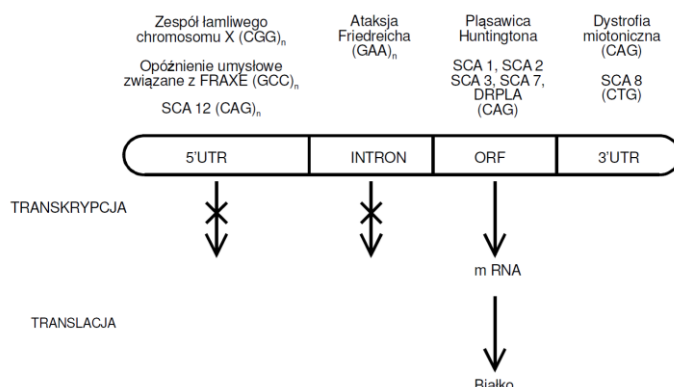 Zespół łamliwego
chromosomu X (CGG)n
Opóźnienie umysłowe
związane z FRAXE (GCC)n
SCA 12 (CAG)n
Ataksja
Friedreicha
(GAA)n
Pląsawica
Huntingtona
SCA 1, SCA 2
SCA 3, SCA 7,
DRPLA
(CAG)
Dystrofia
miotoniczna
(CAG)
SCA 8
(CTG)
5'UTR
INTRON
ORF
3'UTR
TRANSKRYPCJA
m RNA
TRANSLACJA
Białko